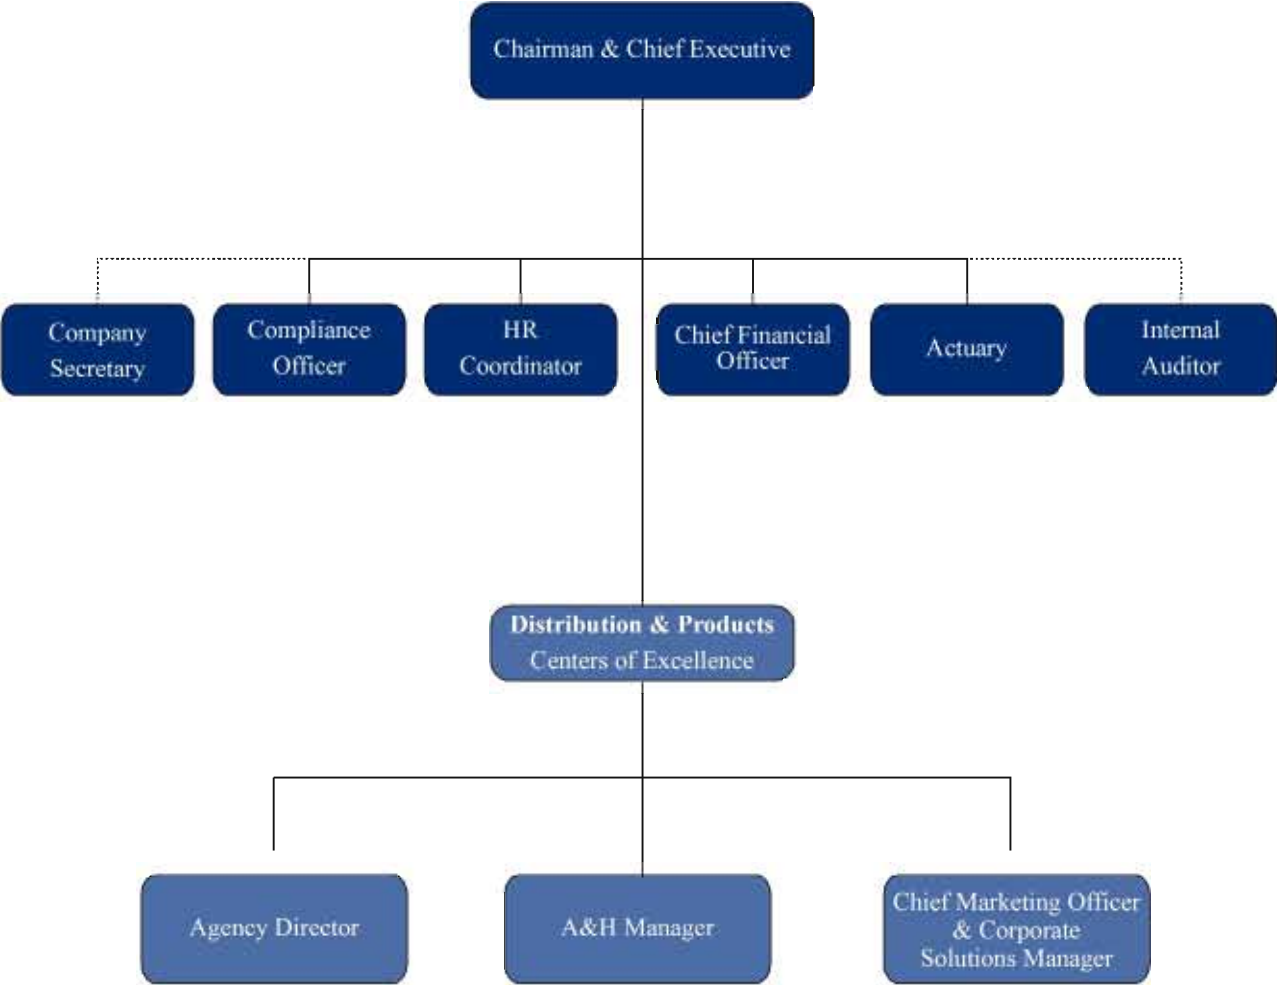 Chairman & Chief Executive
Company
Secretary
Compliance
Officer
HR
Coordinator
Chief Financial
Officer
Actuary
Internal
Auditor
Distribution & Products
Centers of Excellence
Agency Director
A&H Manager
Chief Marketing Officer
& Corporate
Solutions Manager